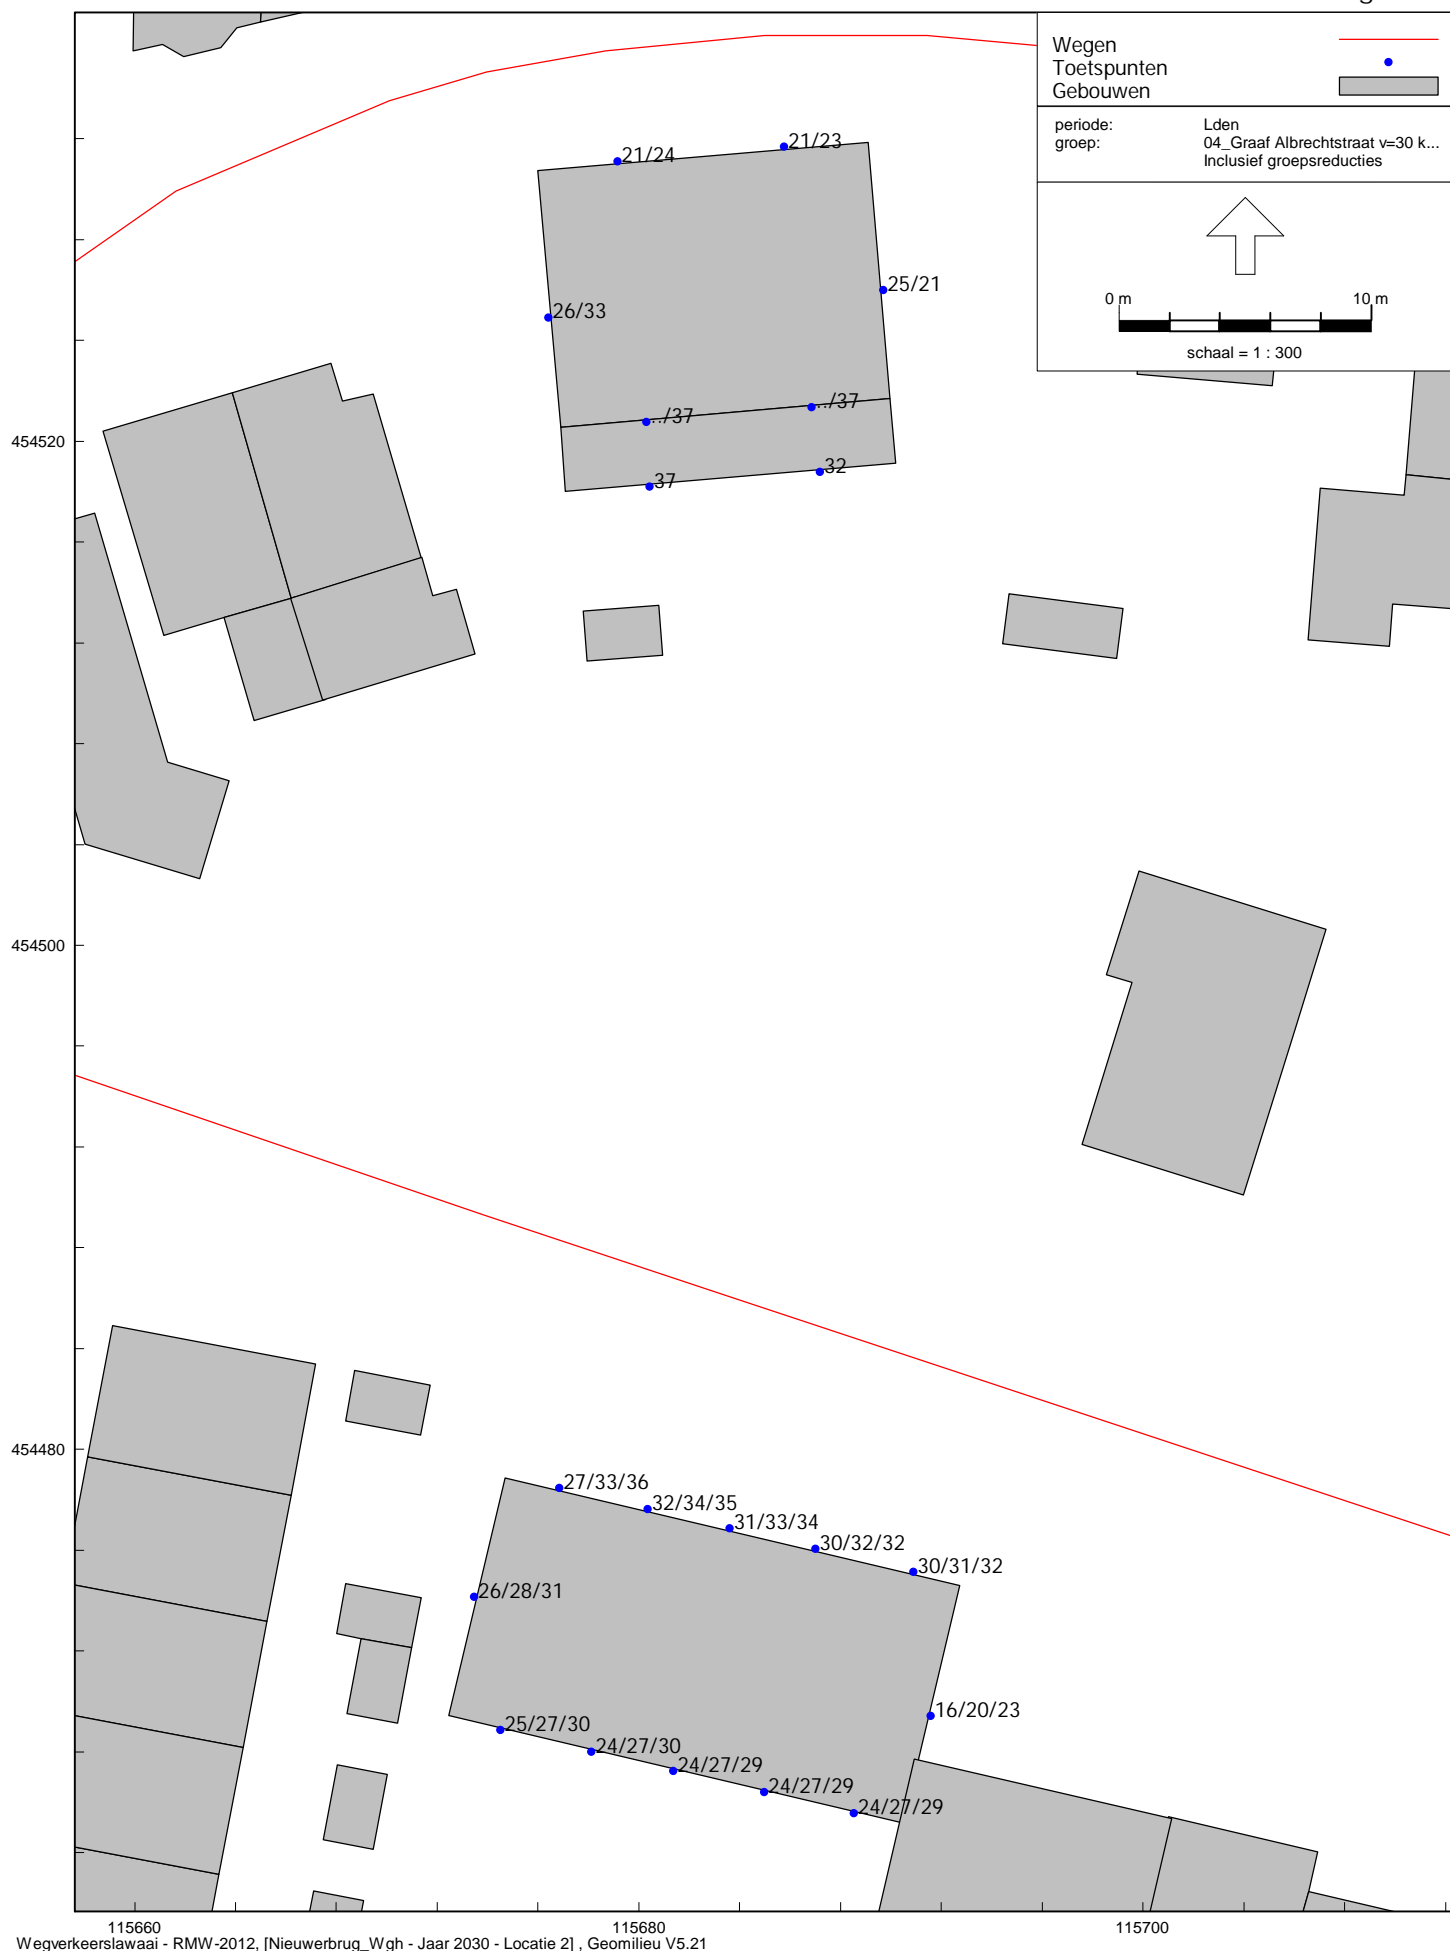 Wegen
Toetspunten
Gebouwen
periode: Lden
groep: 04_Graaf Albrechtstraat v=30 k...
Inclusief groepsreducties
0 m 10 m
schaal = 1 : 300
21/24
21/23
25/21
26/33
../37
../37
32
37
454520
454500
454480
27/33/36
32/34/35
31/33/34
30/32/32
30/31/32
26/28/31
16/20/23
25/27/30
24/27/30
24/27/29
24/27/29
24/27/29
115660 115680 115700
Wegverkeerslawaai - RMW-2012, [Nieuwerbrug_Wgh - Jaar 2030 - Locatie 2] , Geomilieu V5.21